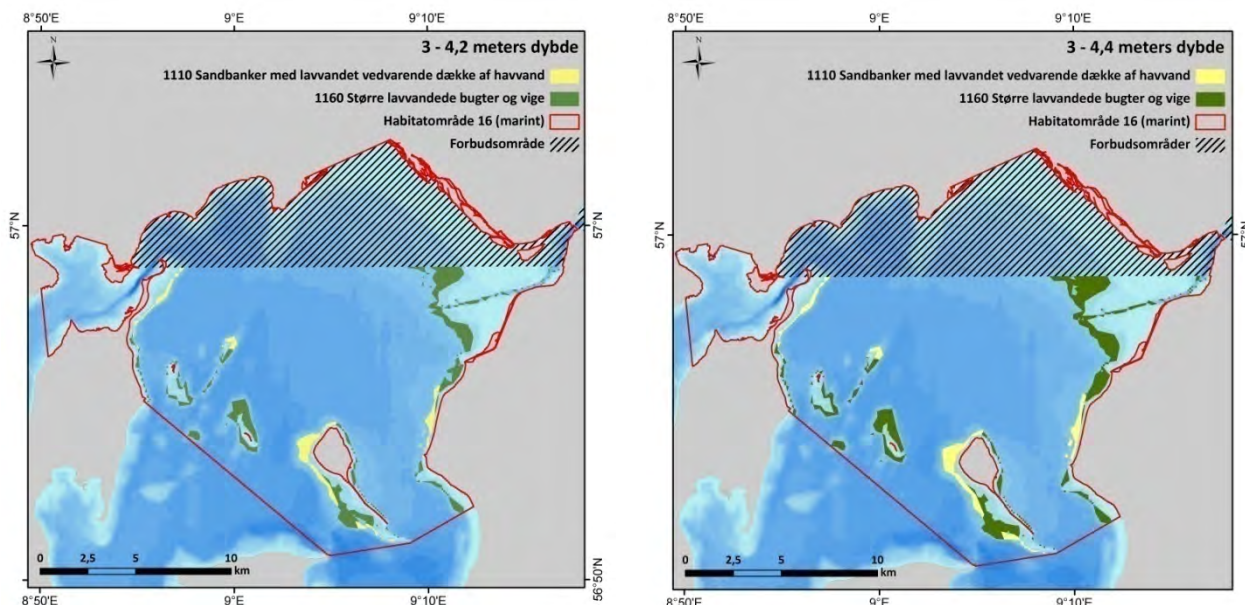 8°50'E 9°E 9°10'E
3 - 4,2 meters dybde
1110 Sandbanker med lavvandet vedvarende dække af havvand
1160 Større lavvandede bugter og vige
Habitatområde 16 (marint)
Forbudsområde
57°N 57°N
0 2,5 5 10
km
56°50'N
8°50'E 9°E 9°10'E
8°50'E 9°E 9°10'E
3 - 4,4 meters dybde
1110 Sandbanker med lavvandet vedvarende dække af havvand
1160 Større lavvandede bugter og vige
Habitatområde 16 (marint)
Forbudsområder
57°N 57°N
0 2,5 5 10
km
8°50'E 9°E 9°10'E